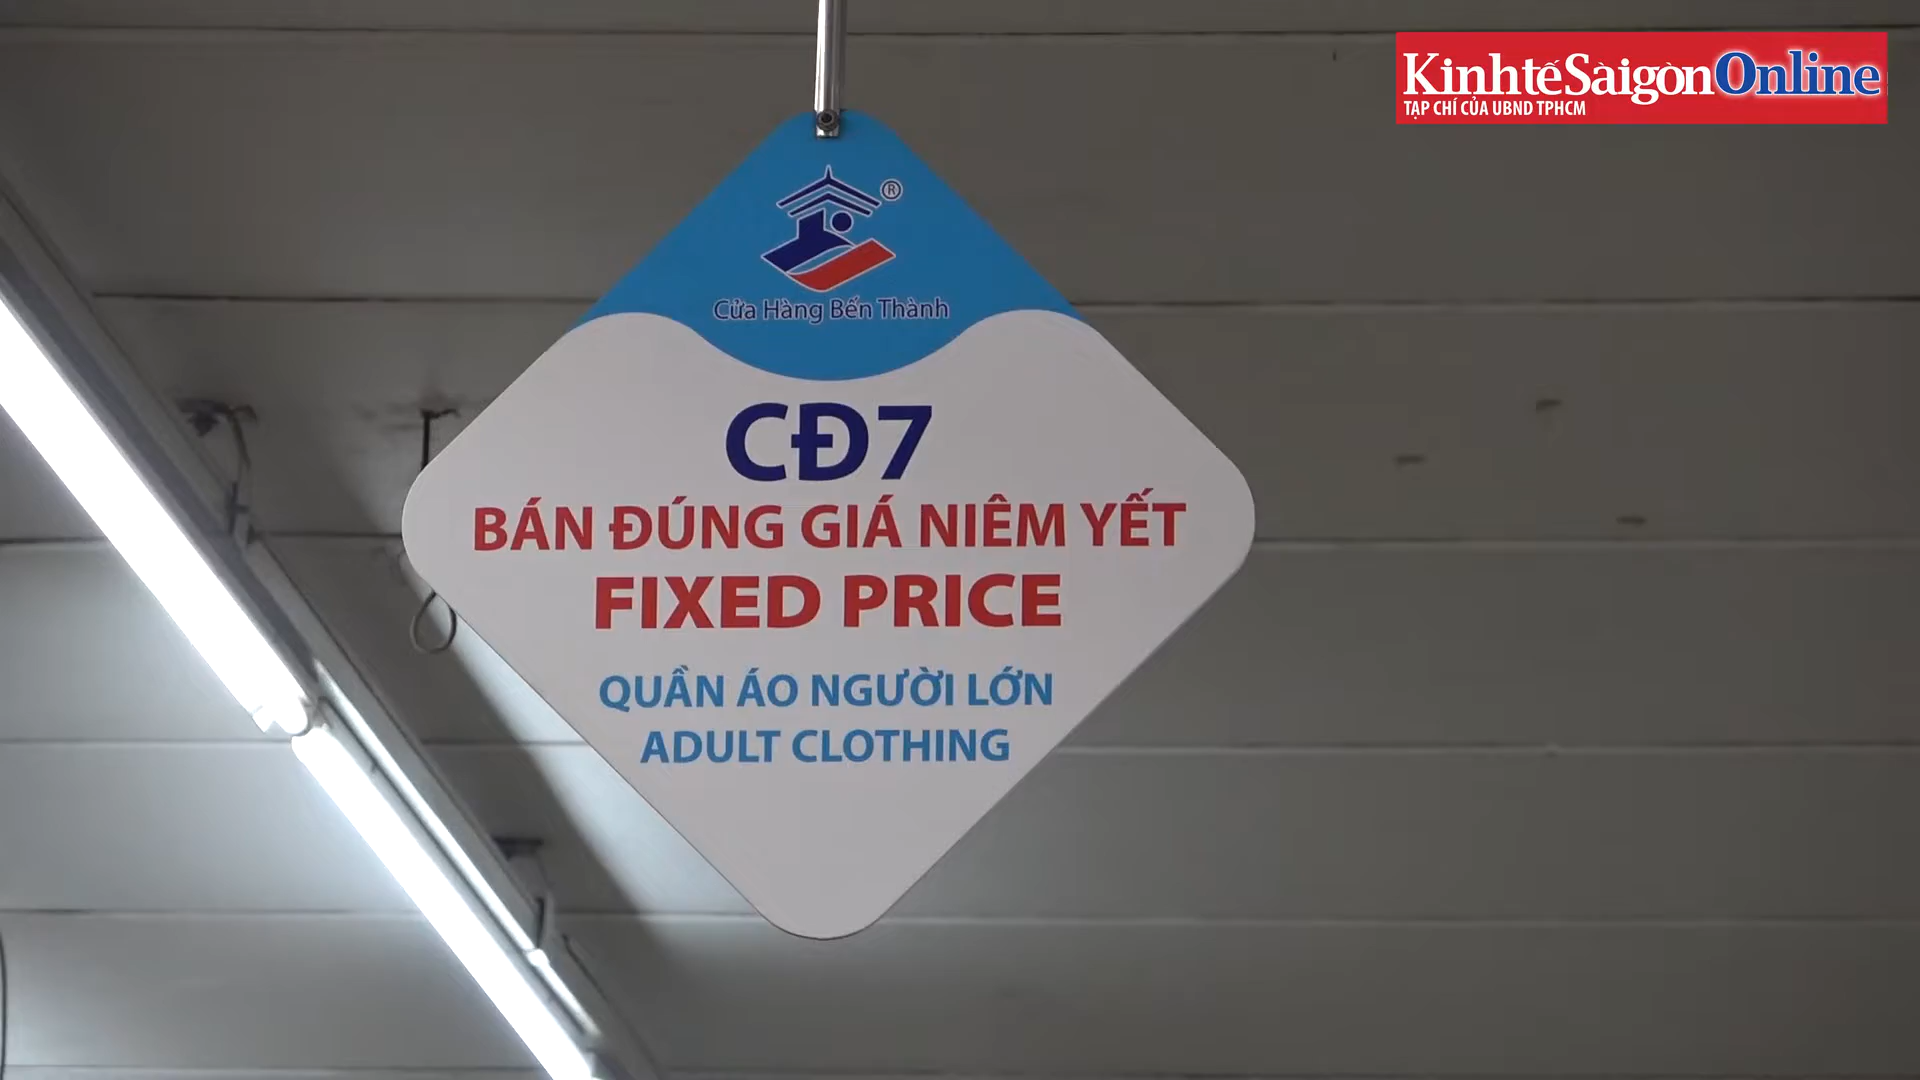 KinhtếSàigònOnline
TẠP CHÍ CỦA UBND TPHCM
®
Cửa Hàng Bến Thành
CĐ7
BÁN ĐÚNG GIÁ NIÊM YẾT
FIXED PRICE
QUẦN ÁO NGƯỜI LỚN
ADULT CLOTHING